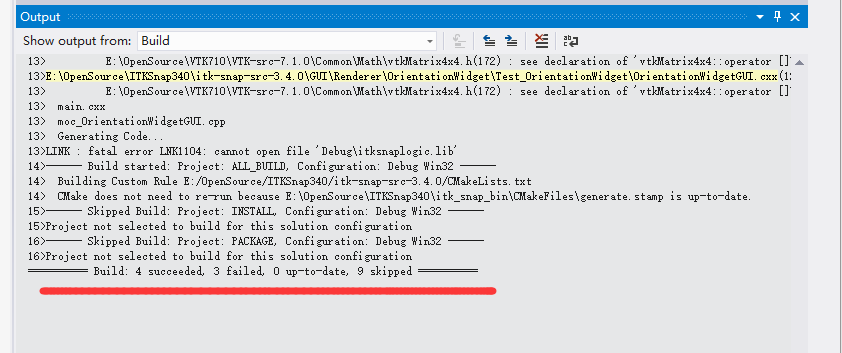 Output
Show output from: Build
13> E:\OpenSource\VTK710\VTK-src-7.1.0\Common\Math\vtkMatrix4x4.h(172) : see declaration of 'vtkMatrix4x4::operator []
13>E:\OpenSource\ITKSnap340\itk-snap-src-3.4.0\GUI\Renderer\OrientationWidget\Test_OrientationWidget\OrientationWidgetGUI.cxx(12
13> E:\OpenSource\VTK710\VTK-src-7.1.0\Common\Math\vtkMatrix4x4.h(172) : see declaration of 'vtkMatrix4x4::operator []
13> main.cxx
13> moc_OrientationWidgetGUI.cpp
13> Generating Code...
13>LINK : fatal error LNK1104: cannot open file 'Debug\itksnaplogic.lib'
14>------ Build started: Project: ALL_BUILD, Configuration: Debug Win32 ------
14> Building Custom Rule E:/OpenSource/ITKSnap340/itk-snap-src-3.4.0/CMakeLists.txt
14> CMake does not need to re-run because E:\OpenSource\ITKSnap340\itk_snap_bin\CMakeFiles\generate.stamp is up-to-date.
15>------ Skipped Build: Project: INSTALL, Configuration: Debug Win32 ------
15>Project not selected to build for this solution configuration
16>------ Skipped Build: Project: PACKAGE, Configuration: Debug Win32 ------
16>Project not selected to build for this solution configuration
========== Build: 4 succeeded, 3 failed, 0 up-to-date, 9 skipped ==========